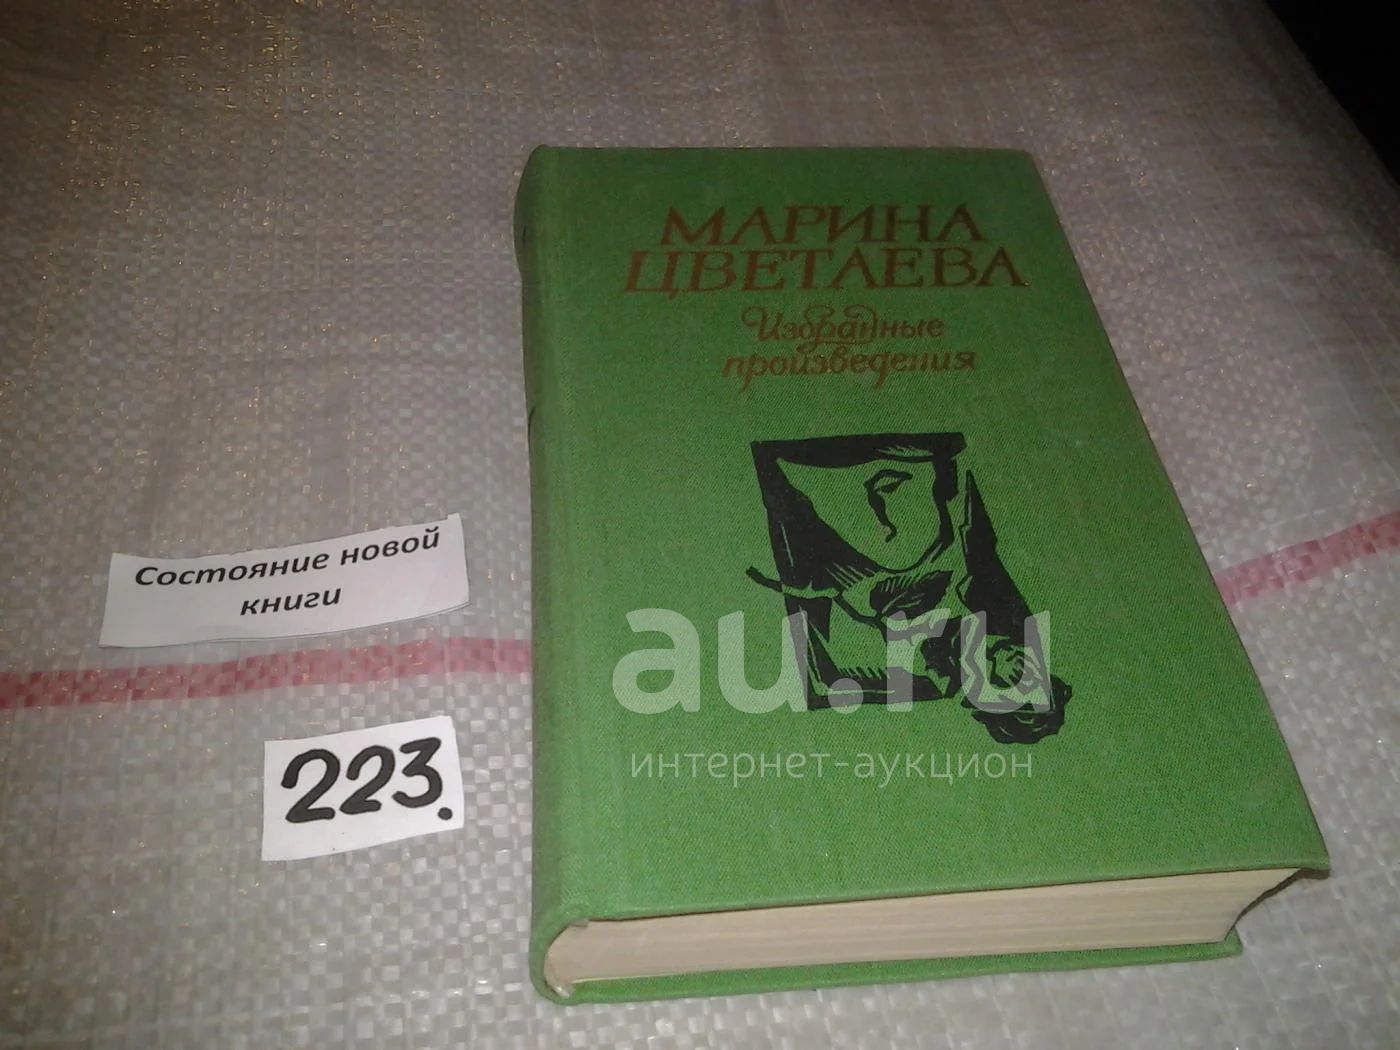 МАРИНА
ЦВЕТАЕВА
Избранные
произведения
Состояние новой
книги
223.
au.ru
интернет-аукцион